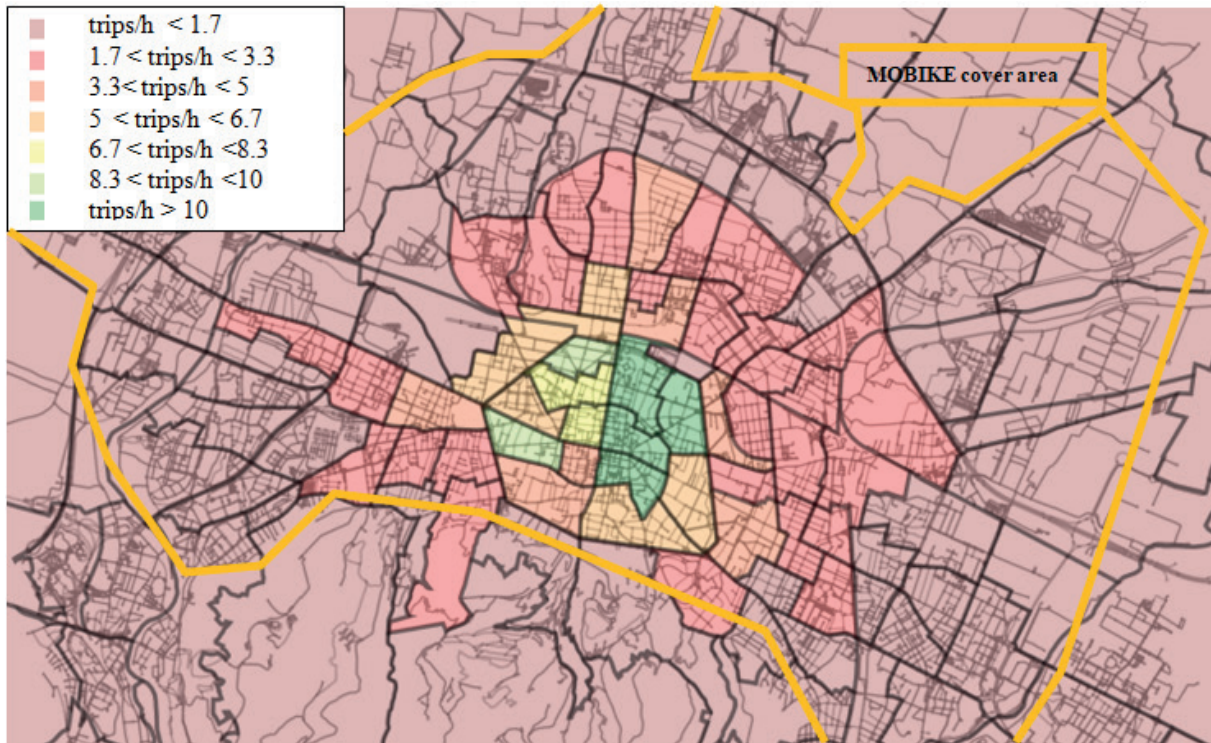 trips/h < 1.7
1.7 < trips/h < 3.3
3.3< trips/h < 5
5 < trips/h < 6.7
6.7 < trips/h <8.3
8.3 < trips/h <10
trips/h > 10
MOBIKE cover area